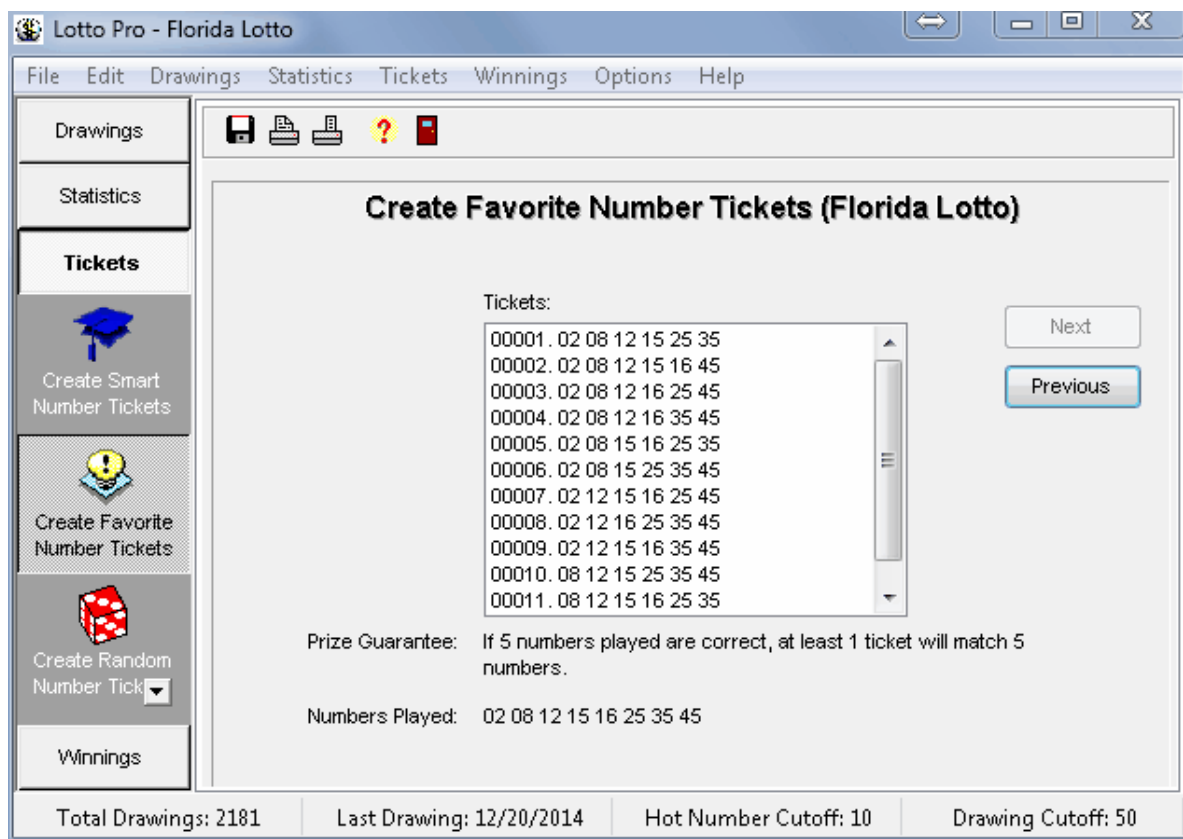 Lotto Pro - Florida Lotto
File Edit Drawings Statistics Tickets Winnings Options Help
Drawings
Statistics
Tickets
Create Smart
Number Tickets
Create Favorite
Number Tickets
Create Random
Number Tick
Winnings
Create Favorite Number Tickets (Florida Lotto)
Tickets:
00001. 02 08 12 15 25 35
00002. 02 08 12 15 16 45
00003. 02 08 12 16 25 45
00004. 02 08 12 16 35 45
00005. 02 08 15 16 25 35
00006. 02 08 15 25 35 45
00007. 02 12 15 16 25 45
00008. 02 12 16 25 35 45
00009. 02 12 15 16 35 45
00010. 08 12 15 25 35 45
00011. 08 12 15 16 25 35
Next
Previous
Prize Guarantee: If 5 numbers played are correct, at least 1 ticket will match 5
numbers.
Numbers Played: 02 08 12 15 16 25 35 45
Total Drawings: 2181 Last Drawing: 12/20/2014 Hot Number Cutoff: 10 Drawing Cutoff: 50